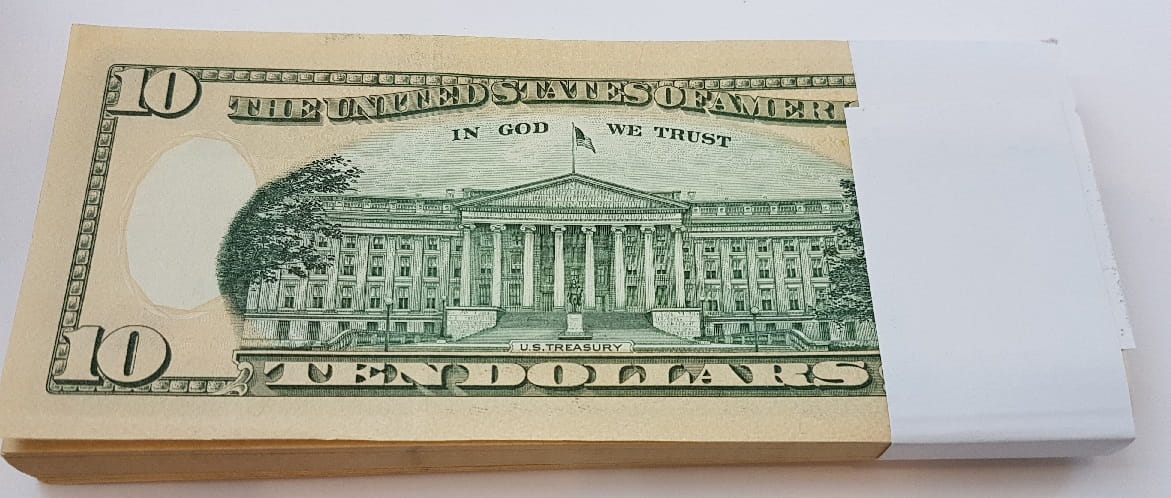 10
THE UNITED STATES OF AMERI
IN GOD WE TRUST
U.S. TREASURY
10
TEN DOLLARS